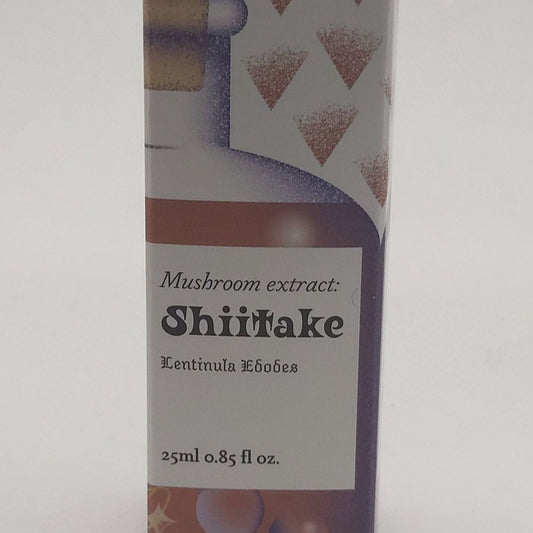 Mushroom extract:
Shiitake
Lentinula Edodes
25ml 0.85 fl oz.